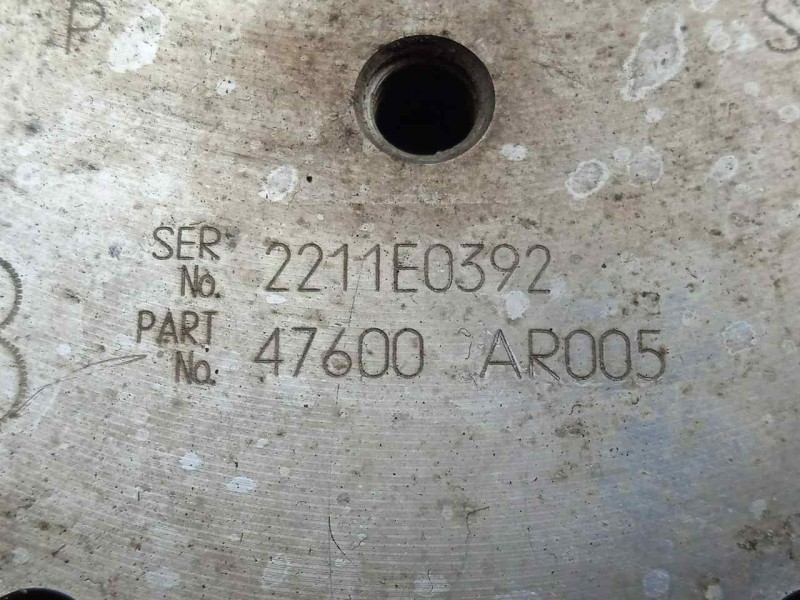 P S
SER No. 2211E0392
PART No. 47600 AR005